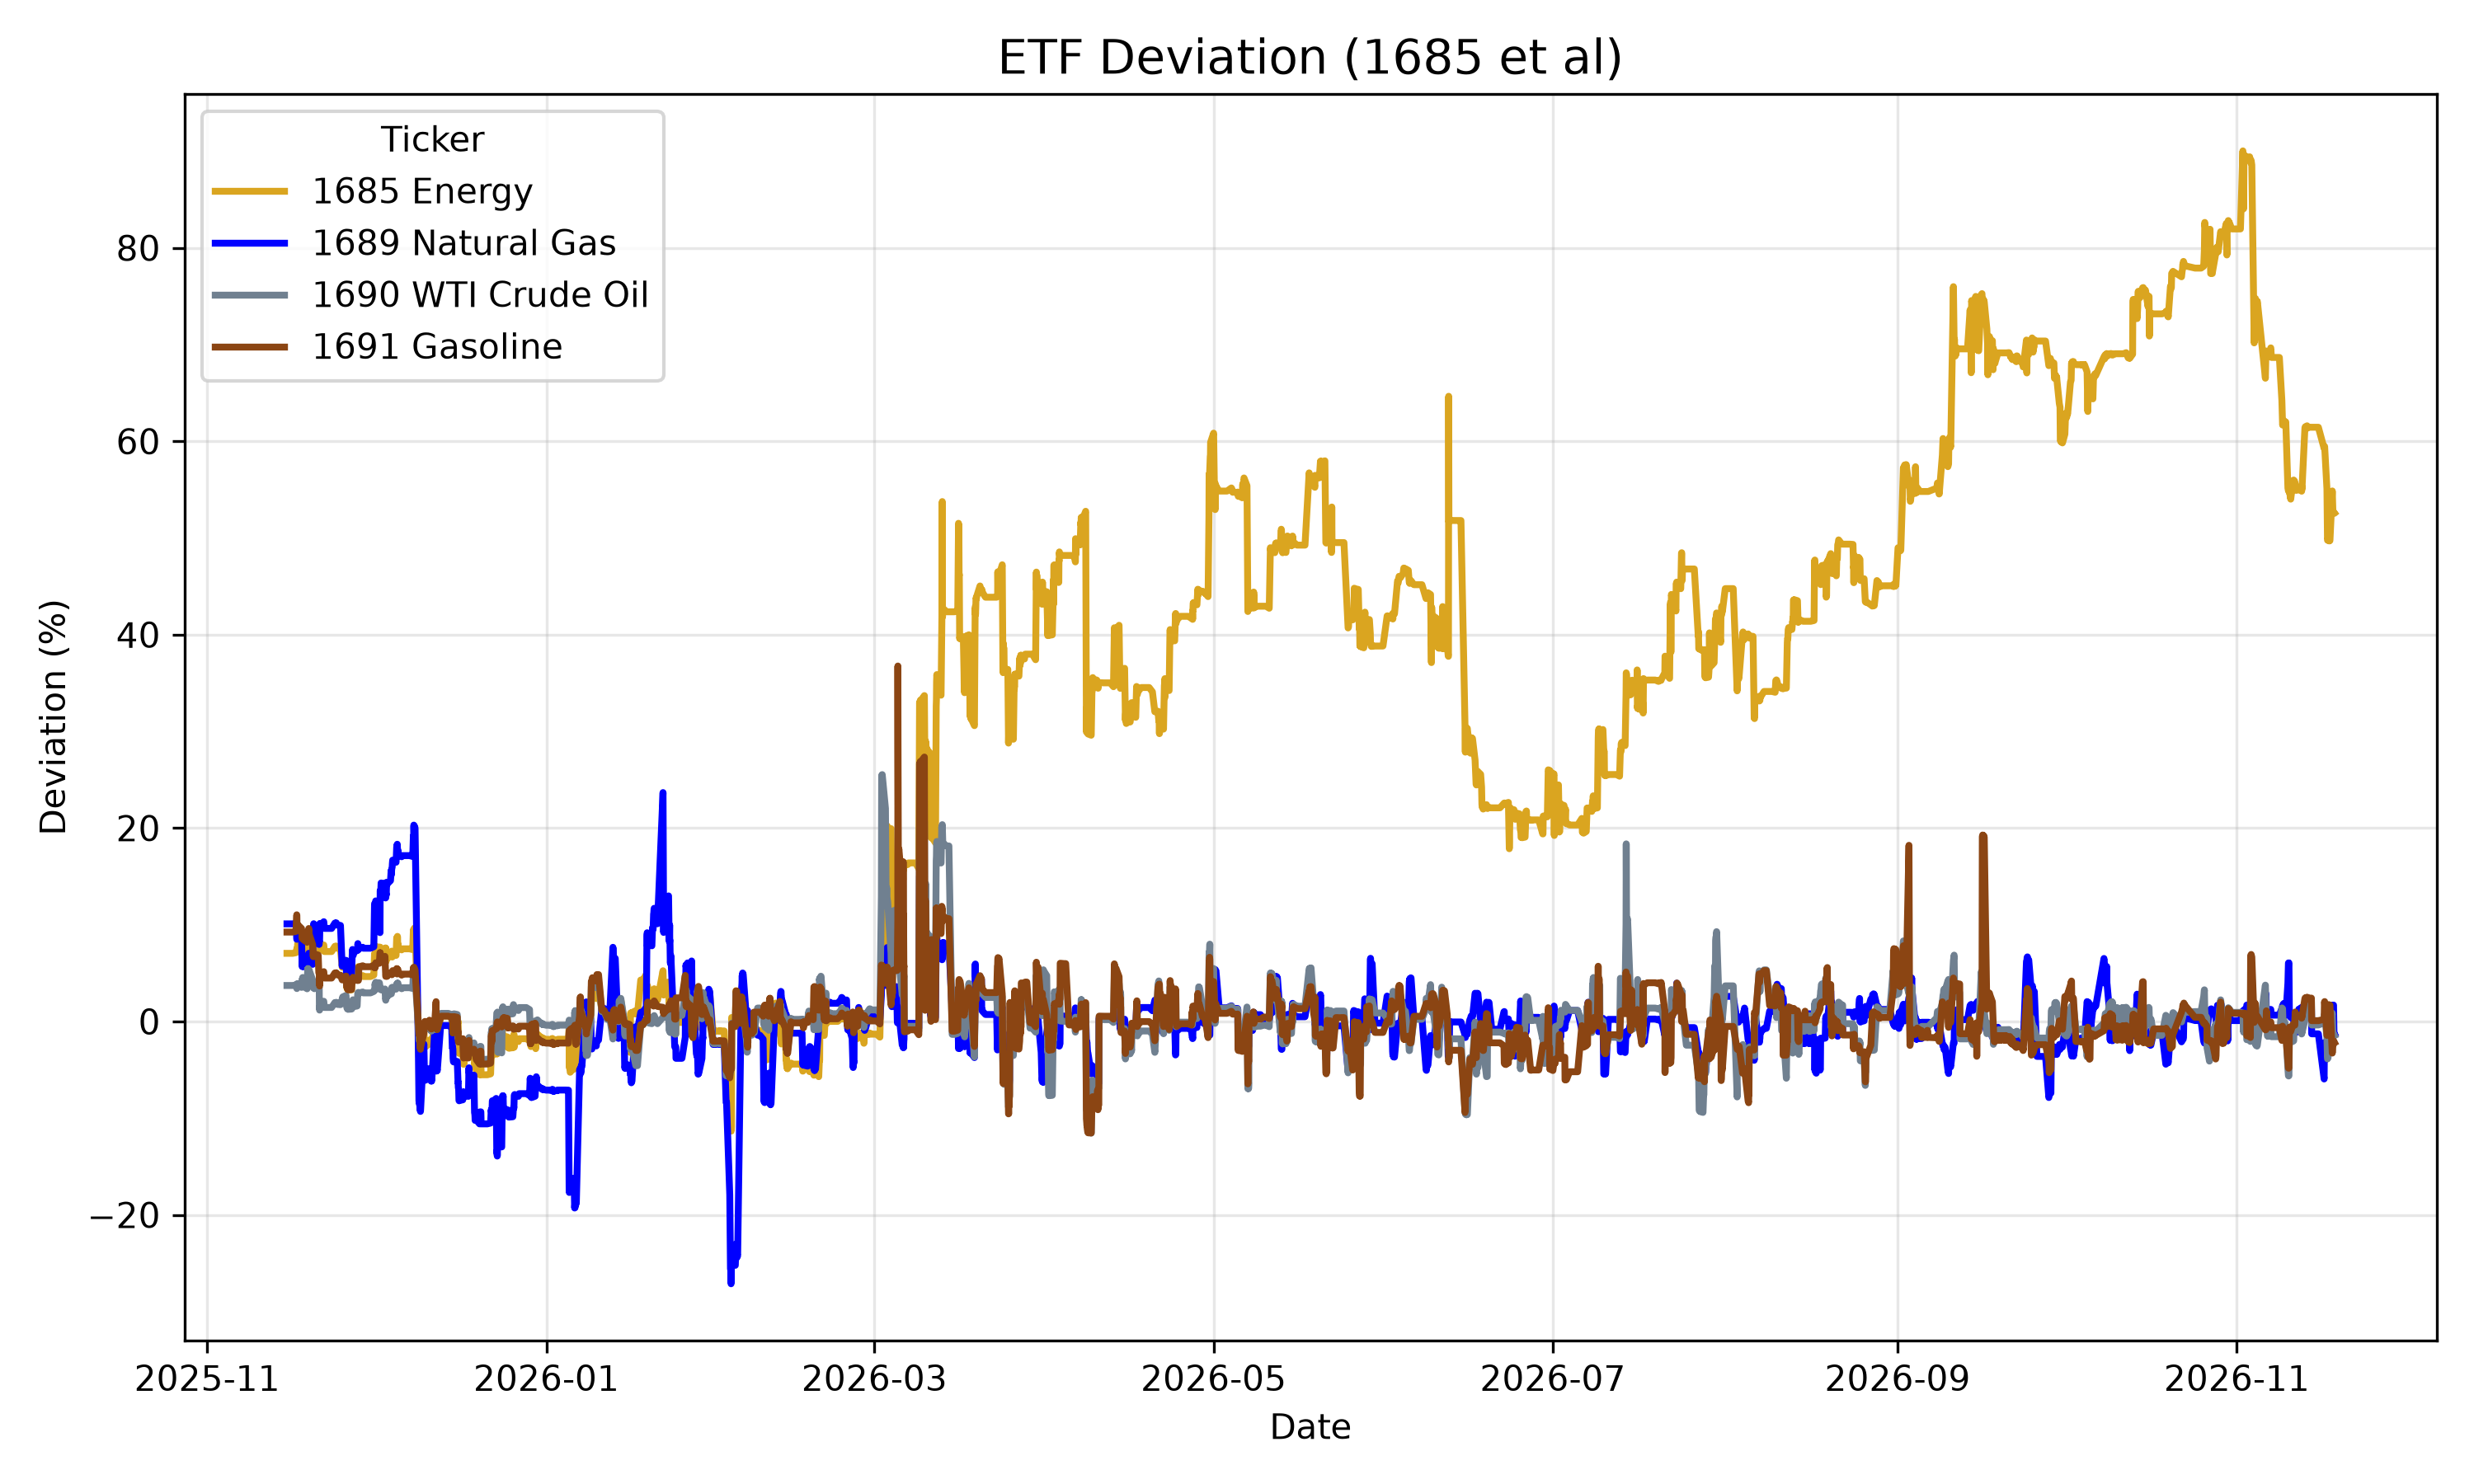 ETF Deviation (1685 et al)
Ticker
1685 Energy
1689 Natural Gas
1690 WTI Crude Oil
1691 Gasoline
80
60
40
20
0
−20
Deviation (%)
2025-11
2026-01
2026-03
2026-05
2026-07
2026-09
2026-11
Date